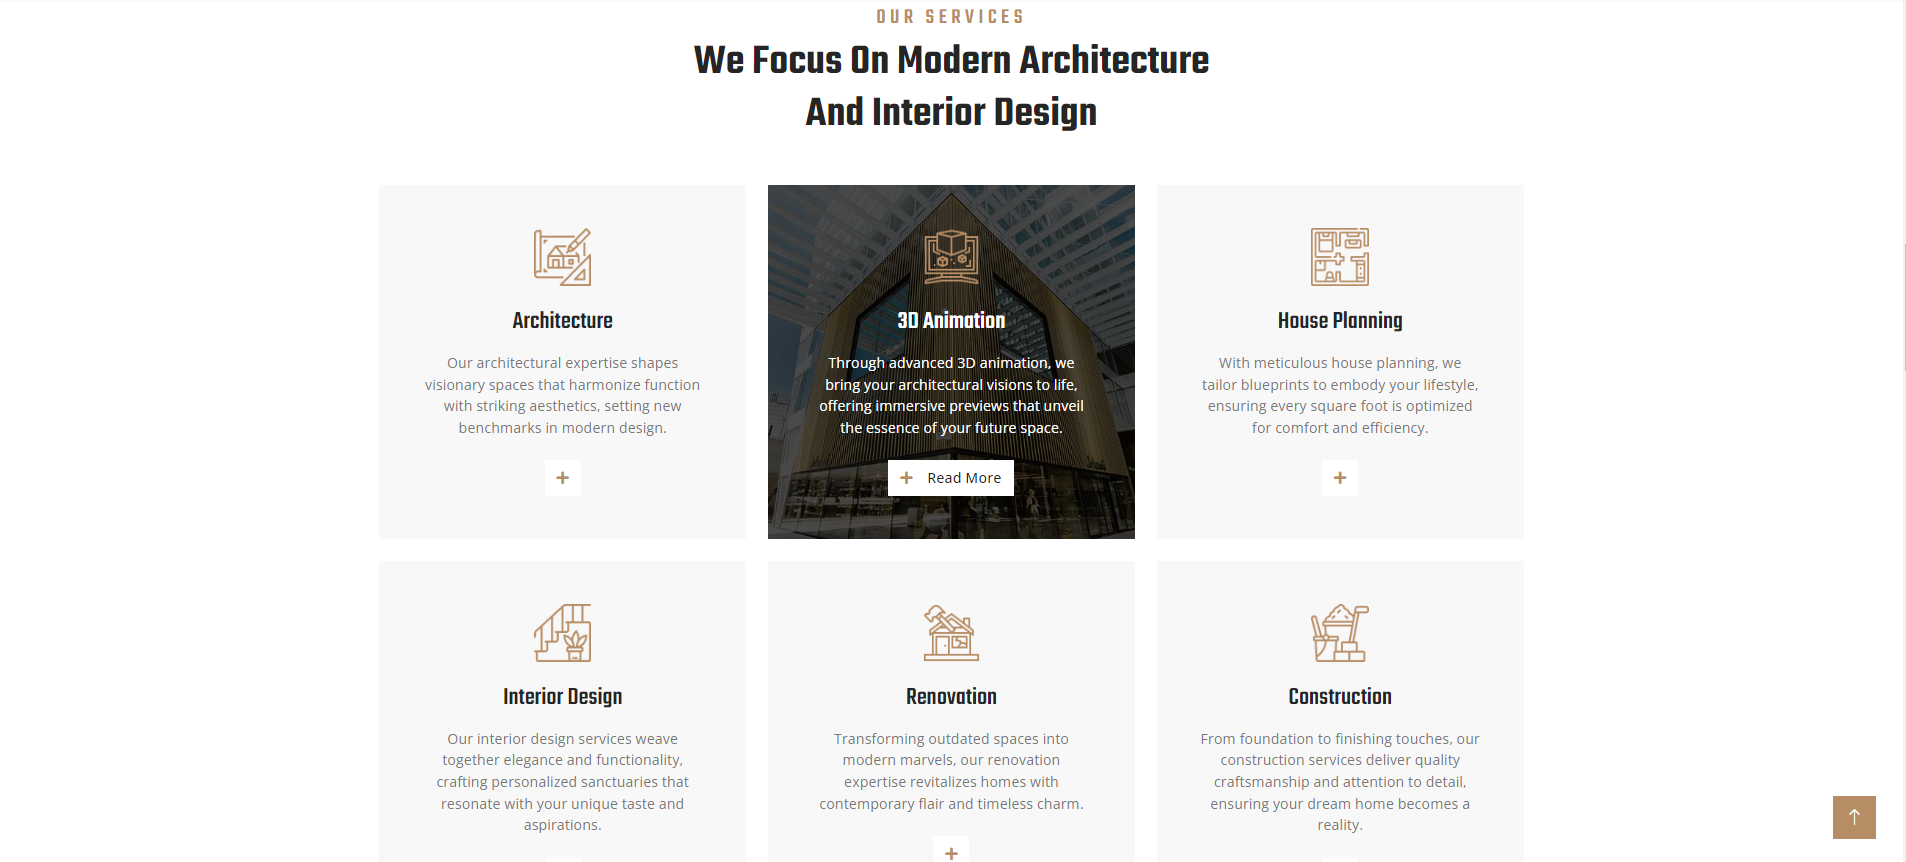 OUR SERVICES
We Focus On Modern Architecture
And Interior Design
Architecture
Our architectural expertise shapes
visionary spaces that harmonize function
with striking aesthetics, setting new
benchmarks in modern design.
+
3D Animation
Through advanced 3D animation, we
bring your architectural visions to life,
offering immersive previews that unveil
the essence of your future space.
+ Read More
House Planning
With meticulous house planning, we
tailor blueprints to embody your lifestyle,
ensuring every square foot is optimized
for comfort and efficiency.
+
Interior Design
Our interior design services weave
together elegance and functionality,
crafting personalized sanctuaries that
resonate with your unique taste and
aspirations.
Renovation
Transforming outdated spaces into
modern marvels, our renovation
expertise revitalizes homes with
contemporary flair and timeless charm.
+
Construction
From foundation to finishing touches, our
construction services deliver quality
craftsmanship and attention to detail,
ensuring your dream home becomes a
reality.